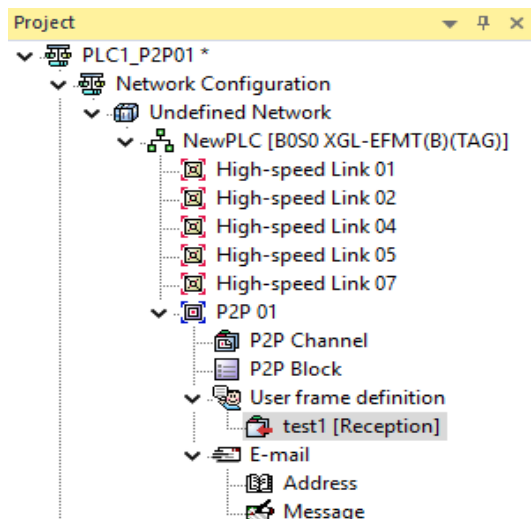 Project
PLC1_P2P01 *
Network Configuration
Undefined Network
NewPLC [B0S0 XGL-EFMT(B)(TAG)]
High-speed Link 01
High-speed Link 02
High-speed Link 04
High-speed Link 05
High-speed Link 07
P2P 01
P2P Channel
P2P Block
User frame definition
test1 [Reception]
E-mail
Address
Message